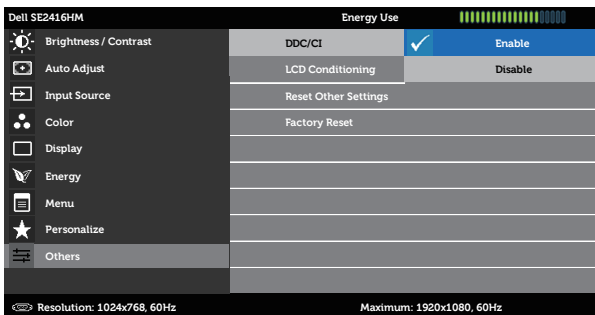 Dell SE2416HM Energy Use
Brightness / Contrast DDC/CI Enable
Auto Adjust LCD Conditioning Disable
Input Source Reset Other Settings
Color Factory Reset
Display
Energy
Menu
Personalize
Others
Resolution: 1024x768, 60Hz Maximum: 1920x1080, 60Hz